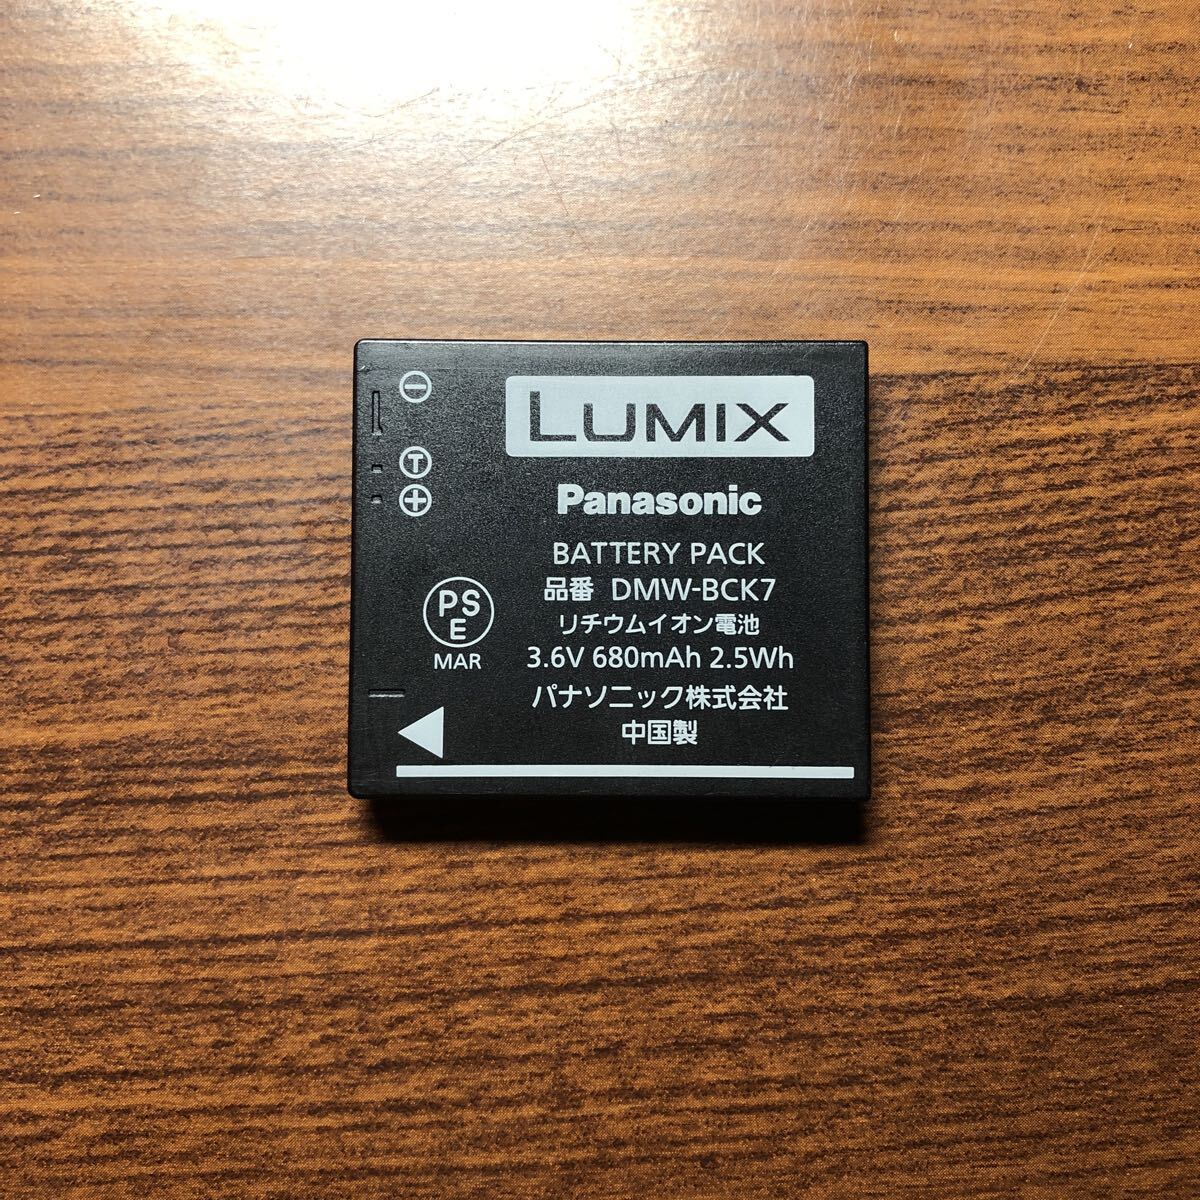 LUMIX
Panasonic
BATTERY PACK
品番 DMW-BCK7
リチウムイオン電池
3.6V 680mAh 2.5Wh
パナソニック株式会社
中国製
T
PS
E
MAR